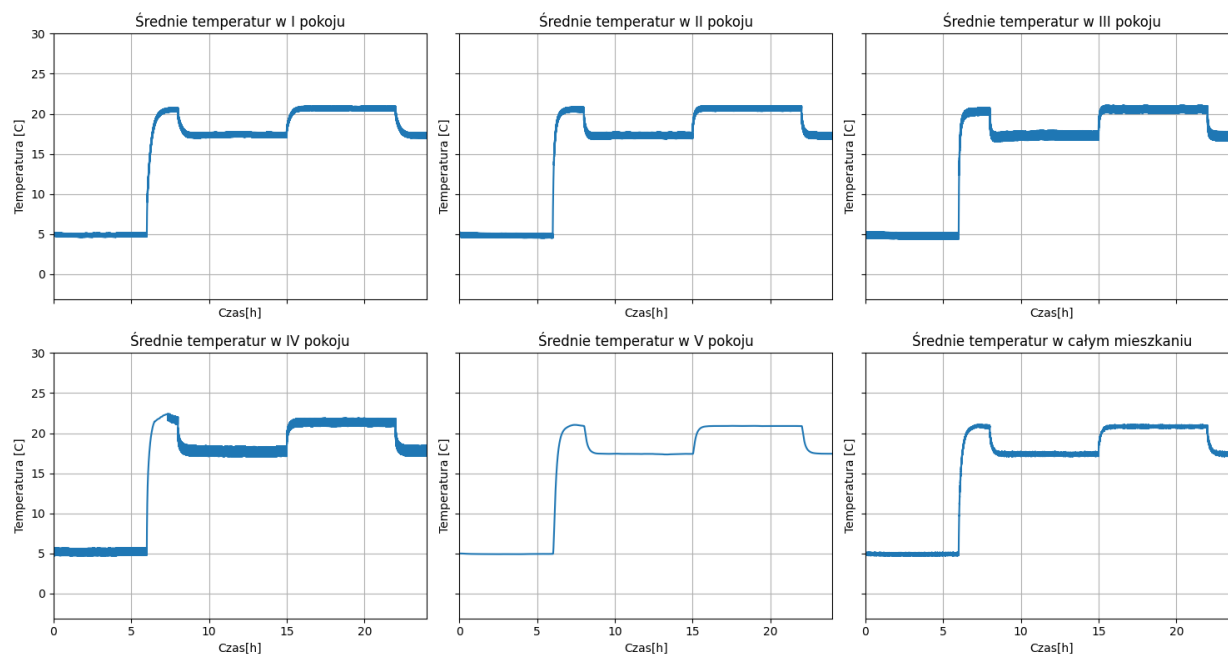 Średnie temperatur w I pokoju
Średnie temperatur w II pokoju
Średnie temperatur w III pokoju
30
25
20
15
10
5
0
Temperatura [C]
Temperatura [C]
Temperatura [C]
Czas[h]
Czas[h]
Czas[h]
Średnie temperatur w IV pokoju
Średnie temperatur w V pokoju
Średnie temperatur w całym mieszkaniu
30
25
20
15
10
5
0
Temperatura [C]
Temperatura [C]
Temperatura [C]
0 5 10 15 20
0 5 10 15 20
0 5 10 15 20
Czas[h]
Czas[h]
Czas[h]